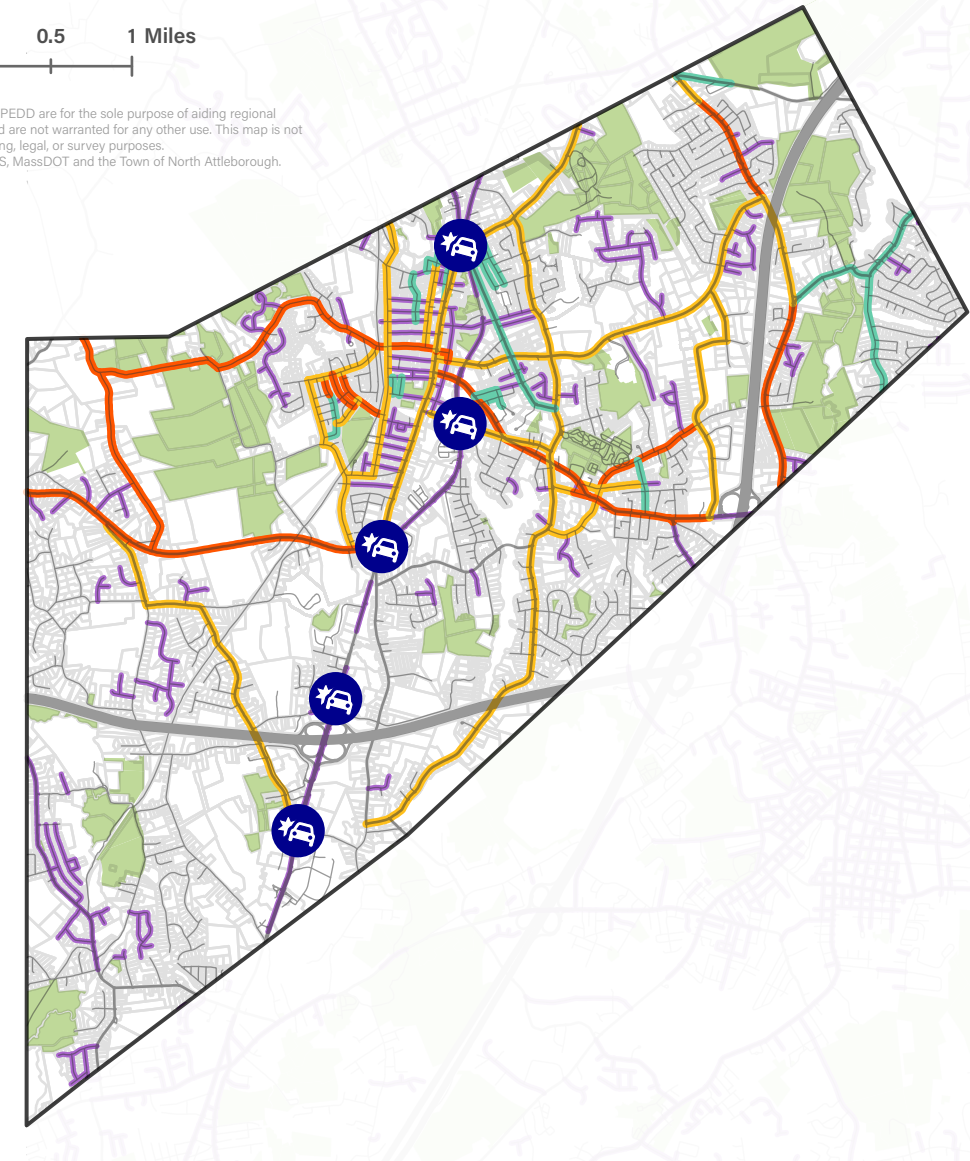 0.5 1 Miles
PEDD are for the sole purpose of aiding regional
d are not warranted for any other use. This map is not
ng, legal, or survey purposes.
S, MassDOT and the Town of North Attleborough.